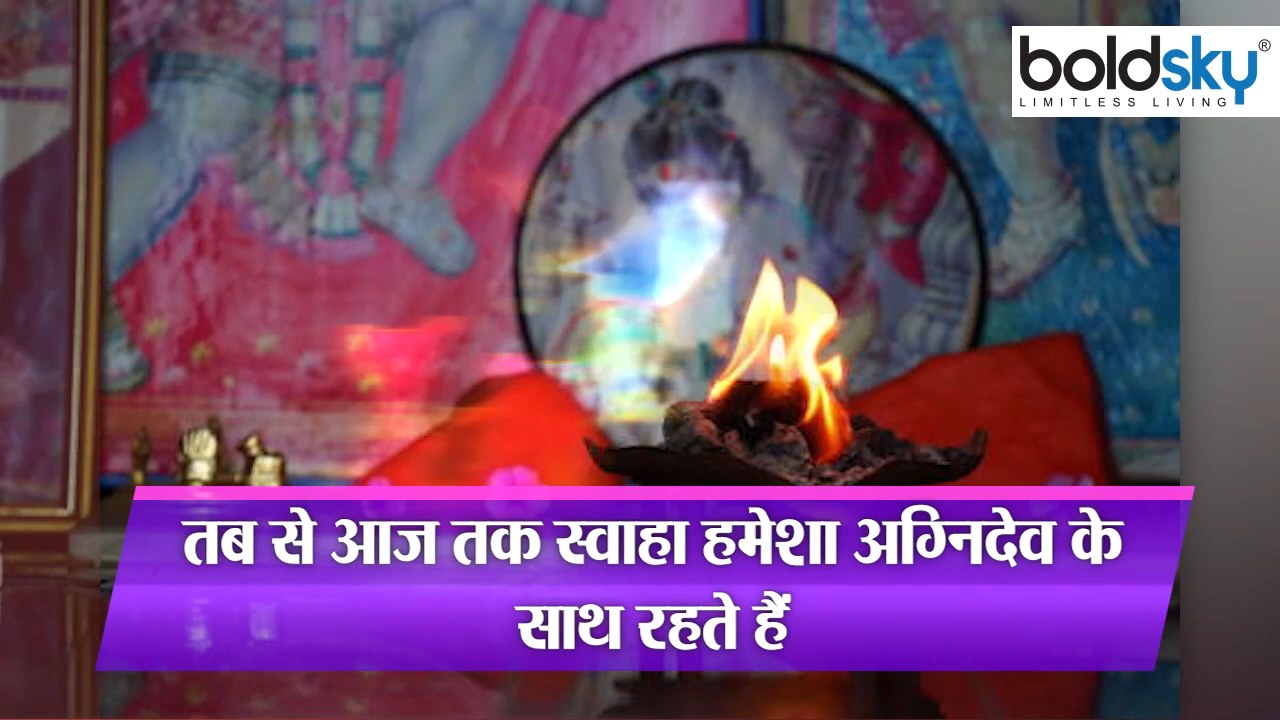 boldsky®
LIMITLESS LIVING
तब से आज तक स्वाहा हमेशा अग्निदेव के
साथ रहते हैं